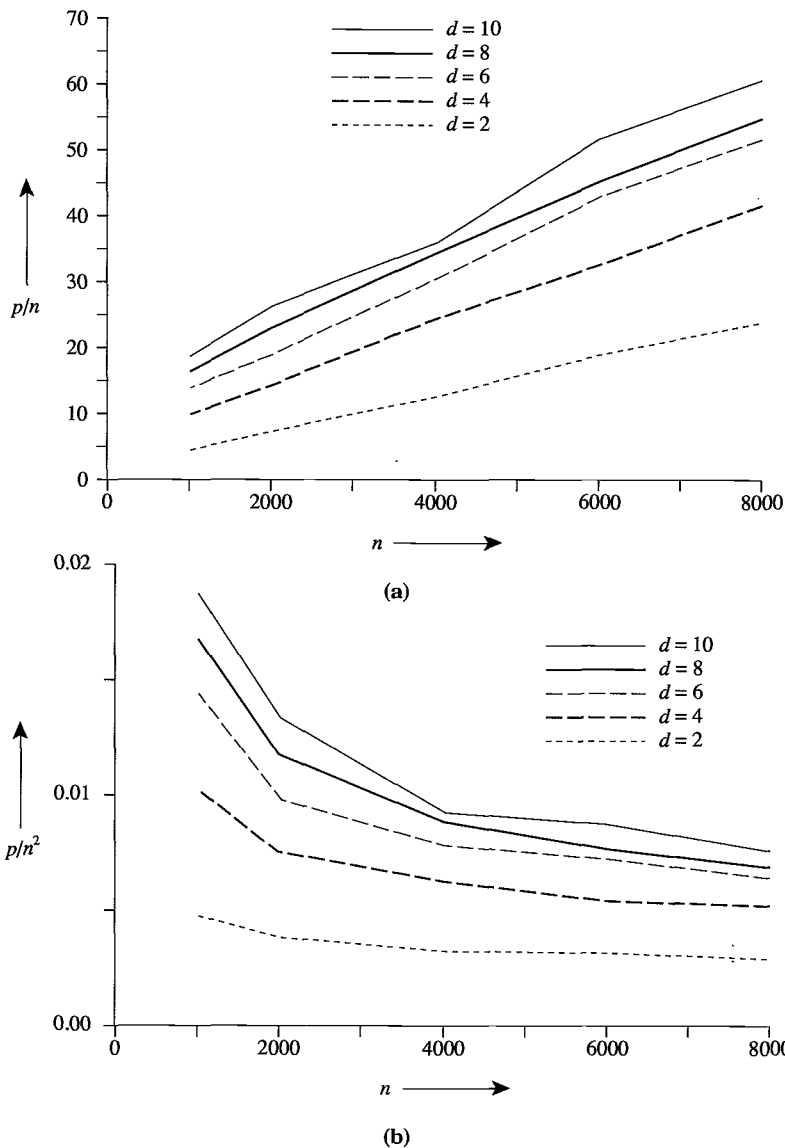 70
60
50
40
30
20
10
0
p/n
d = 10
d = 8
d = 6
d = 4
d = 2
0 2000 4000 6000 8000
n
(a)
0.02
0.01
0.00
p/n²
d = 10
d = 8
d = 6
d = 4
d = 2
0 2000 4000 6000 8000
n
(b)